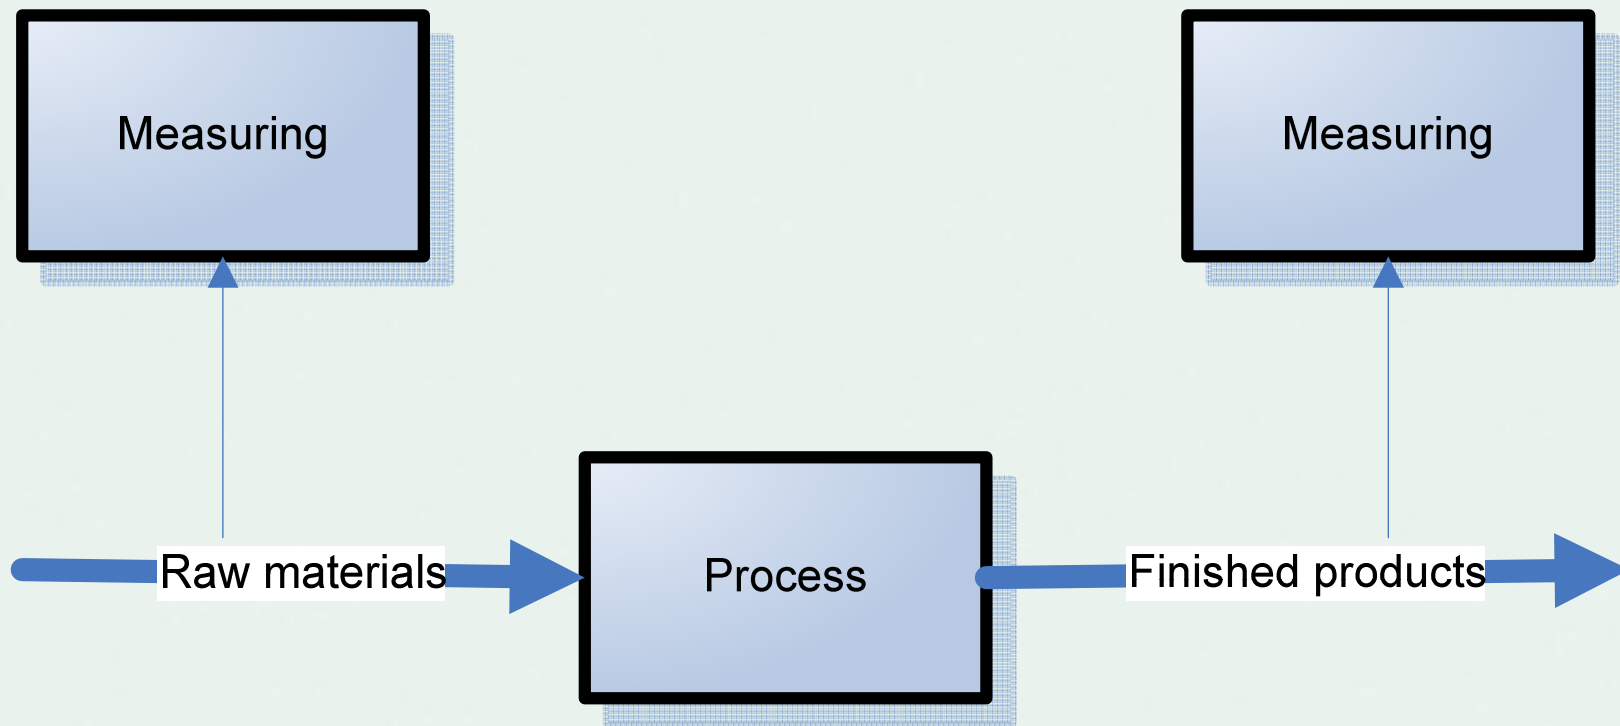 Measuring
Measuring
Raw materials
Process
Finished products